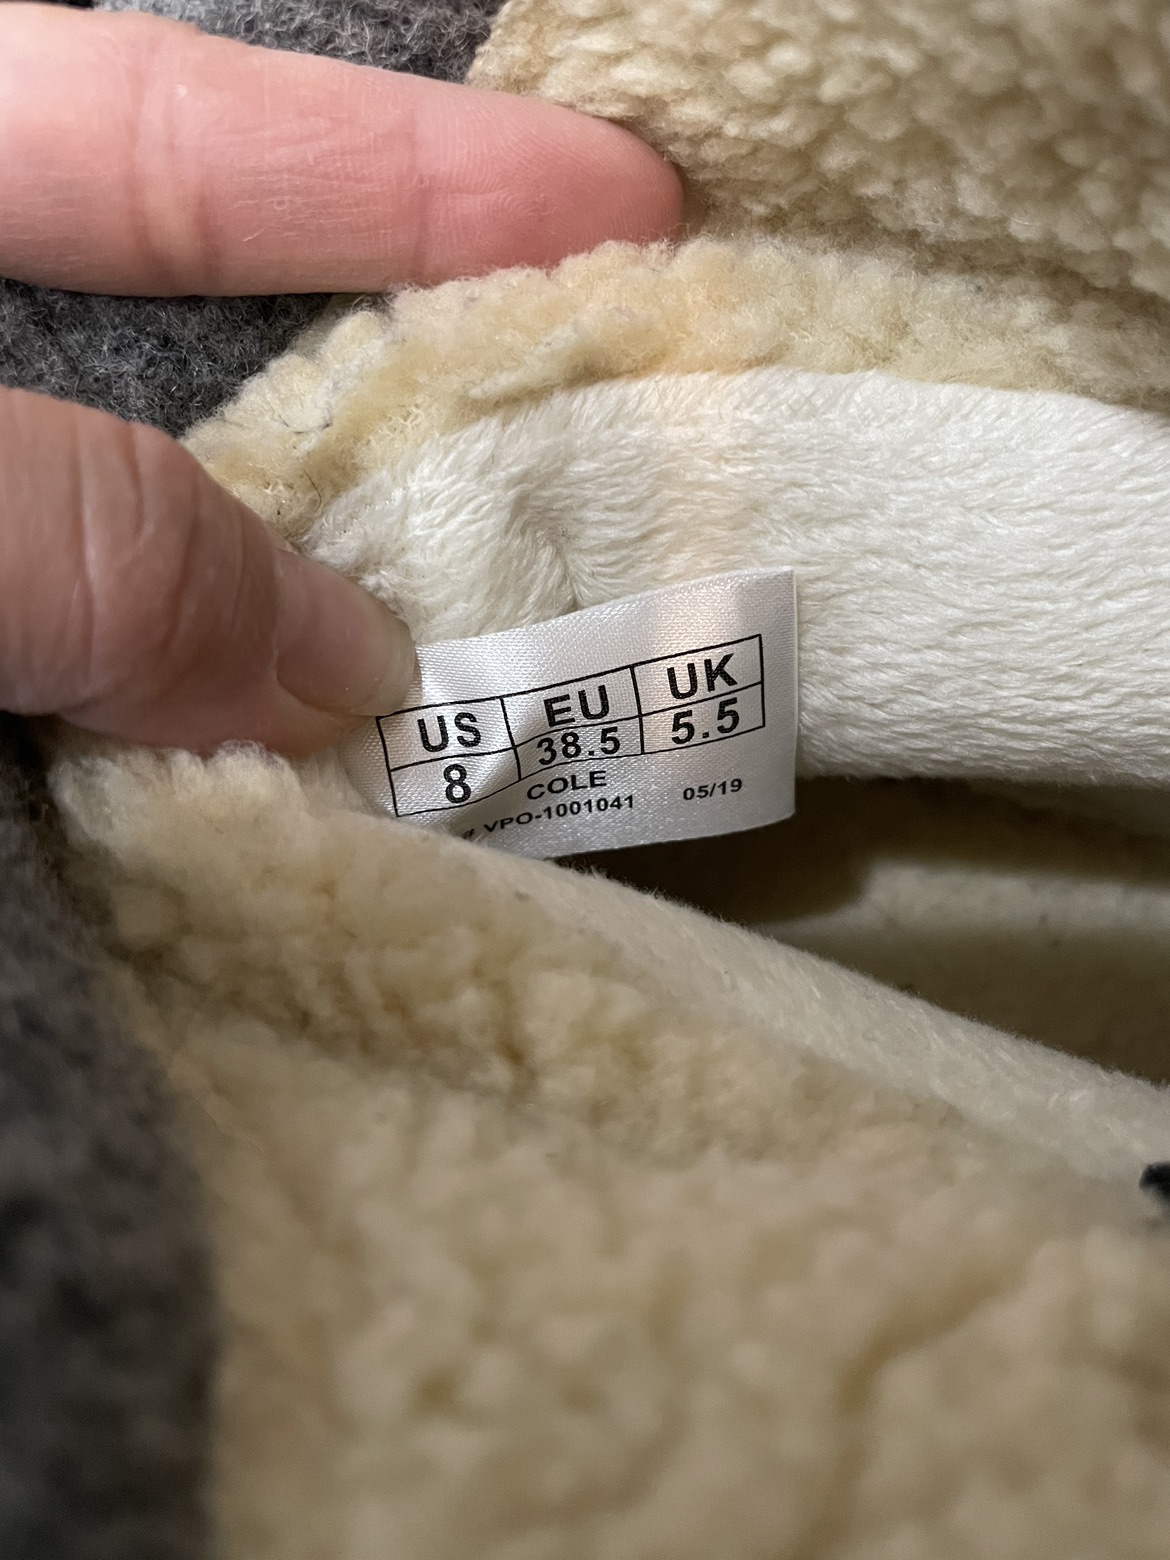 US EU UK
8 38.5 5.5
COLE
# VPO-1001041 05/19